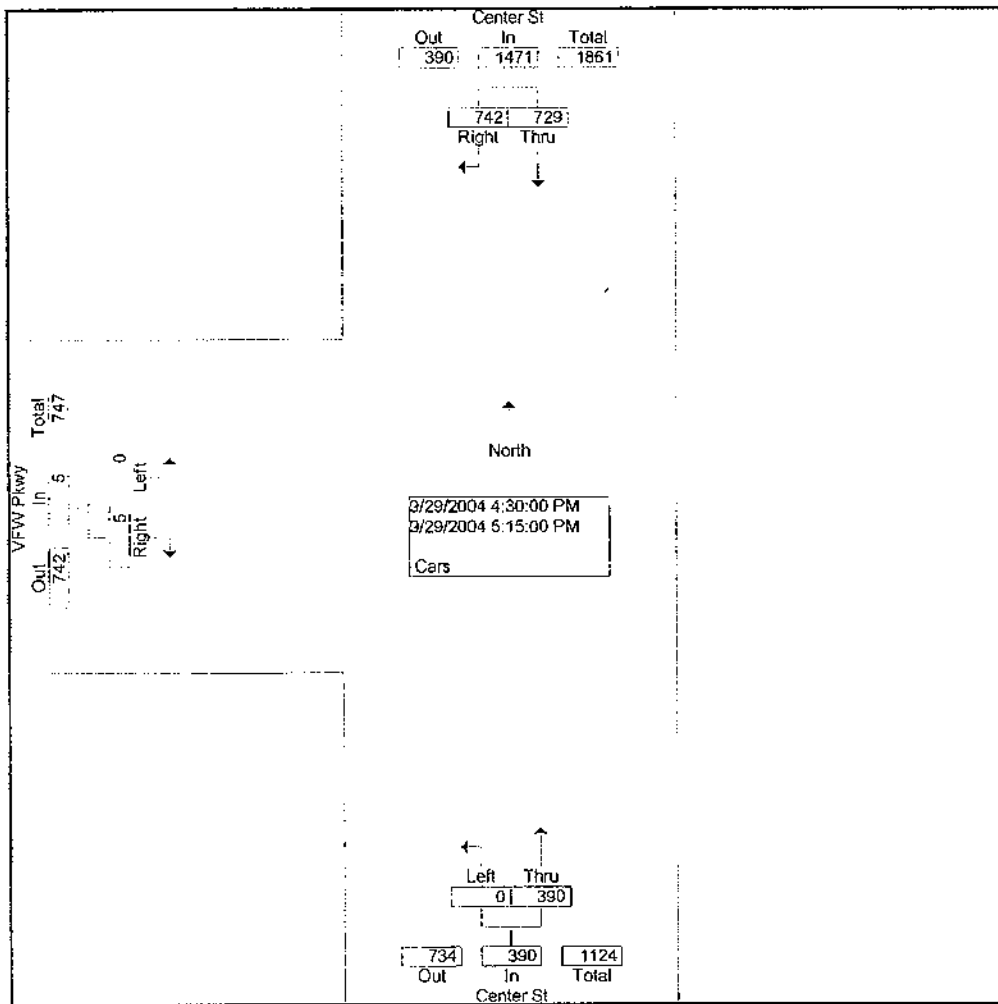 Center St
Out In Total
390 1471 1861
742 729
Right Thru
North
VFW Pkwy
Out In Total
742 5 747
5 0
Right Left
3/29/2004 4:30:00 PM
3/29/2004 5:15:00 PM
Cars
Left Thru
0 390
734 390 1124
Out In Total
Center St